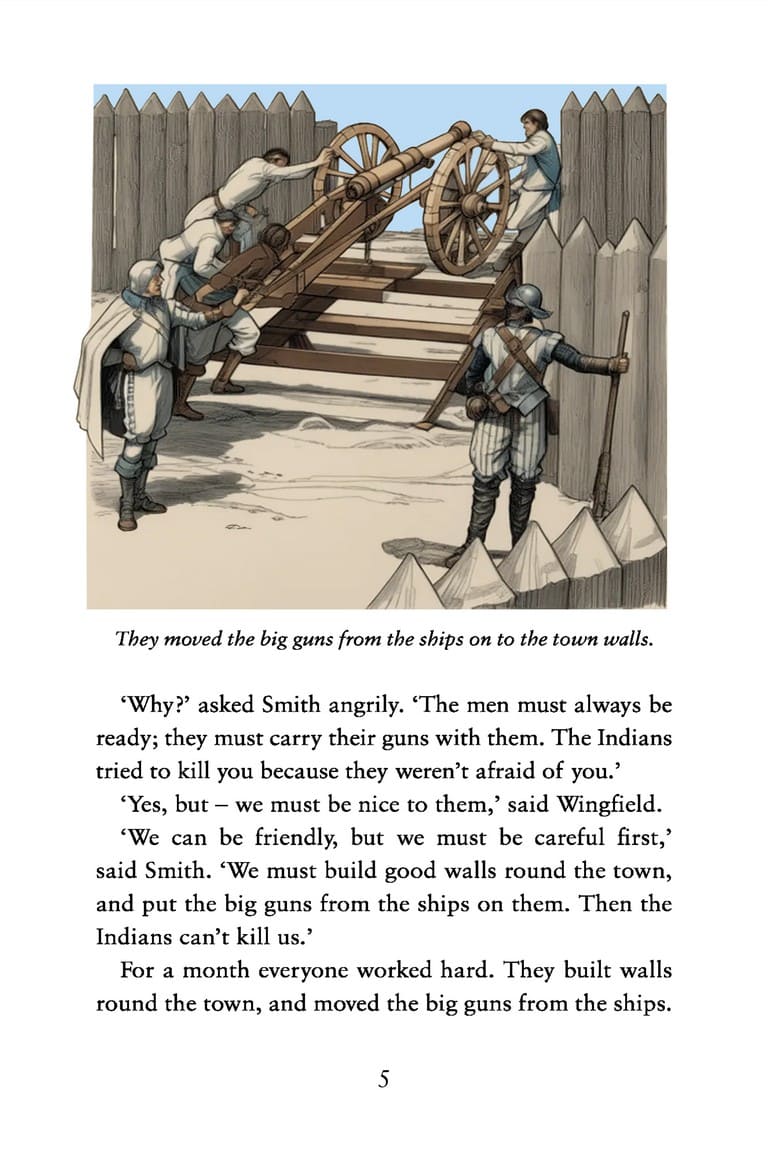 They moved the big guns from the ships on to the town walls.
‘Why?’ asked Smith angrily. ‘The men must always be
ready; they must carry their guns with them. The Indians
tried to kill you because they weren’t afraid of you.’
‘Yes, but – we must be nice to them,’ said Wingfield.
‘We can be friendly, but we must be careful first,’
said Smith. ‘We must build good walls round the town,
and put the big guns from the ships on them. Then the
Indians can’t kill us.’
For a month everyone worked hard. They built walls
round the town, and moved the big guns from the ships.
5